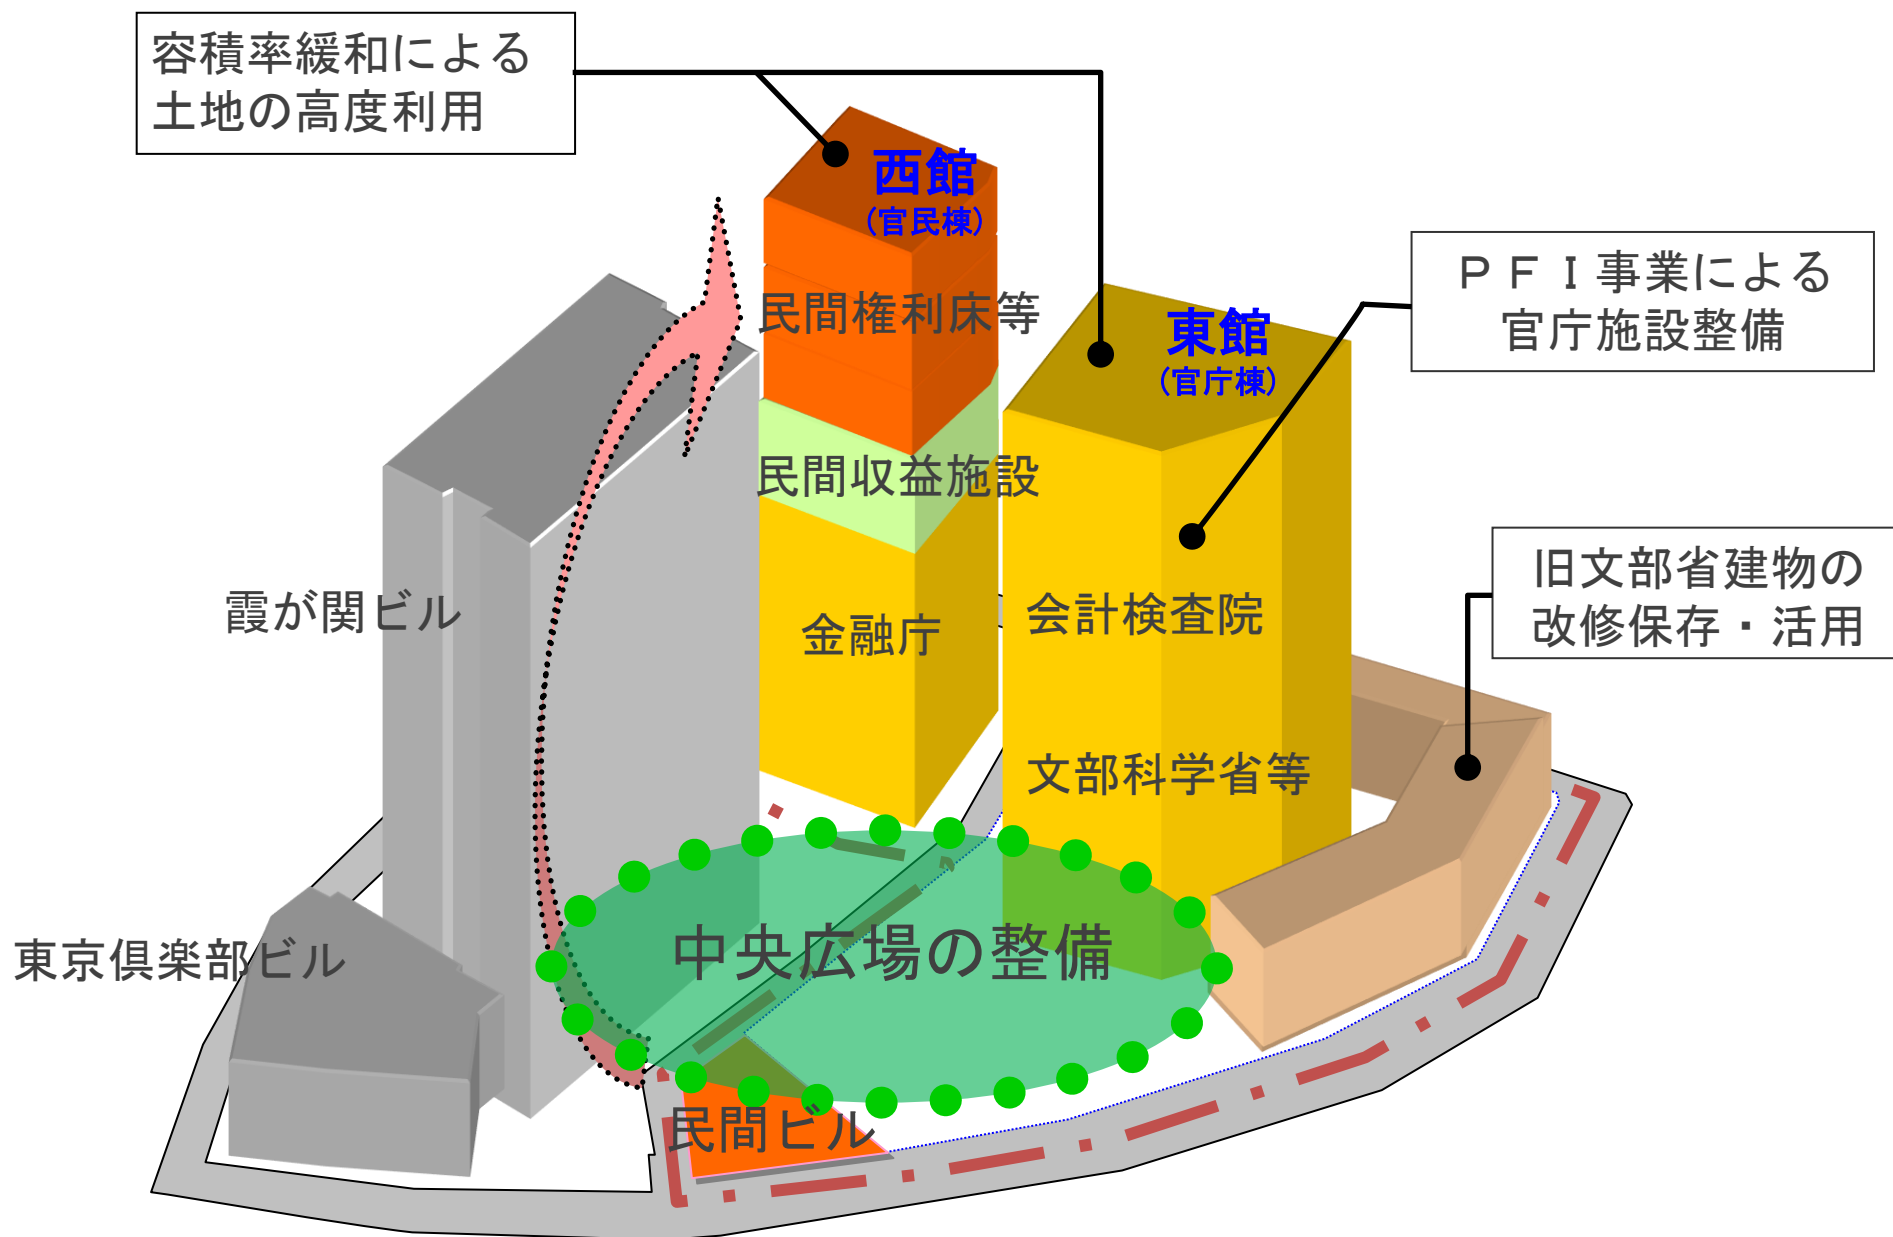 容積率緩和による
土地の高度利用
西館
(官民棟)
民間権利床等
ＰＦＩ事業による
官庁施設整備
東館
(官庁棟)
民間収益施設
旧文部省建物の
改修保存・活用
霞が関ビル
金融庁
会計検査院
文部科学省等
東京倶楽部ビル
中央広場の整備
民間ビル